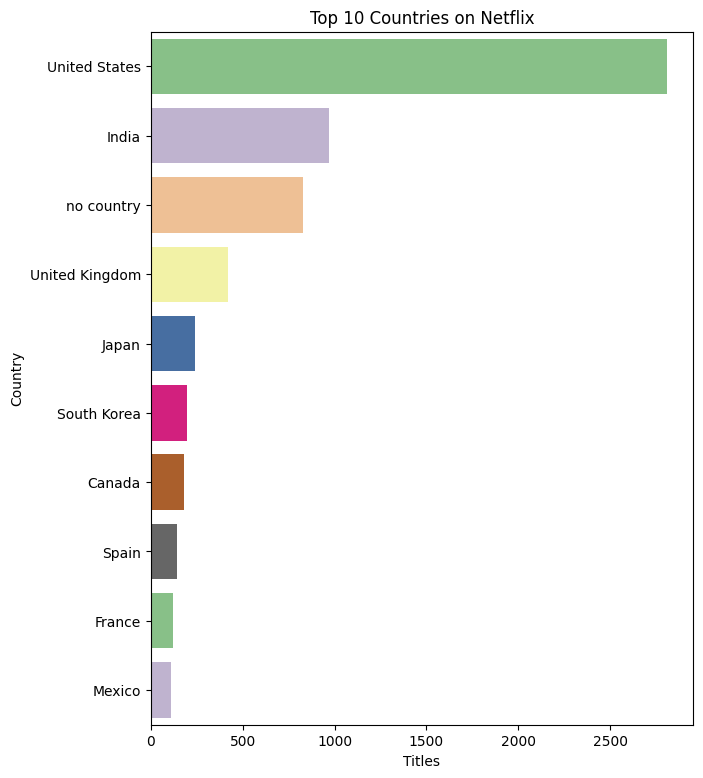 Top 10 Countries on Netflix
Country
United States
India
no country
United Kingdom
Japan
South Korea
Canada
Spain
France
Mexico
0 500 1000 1500 2000 2500
Titles